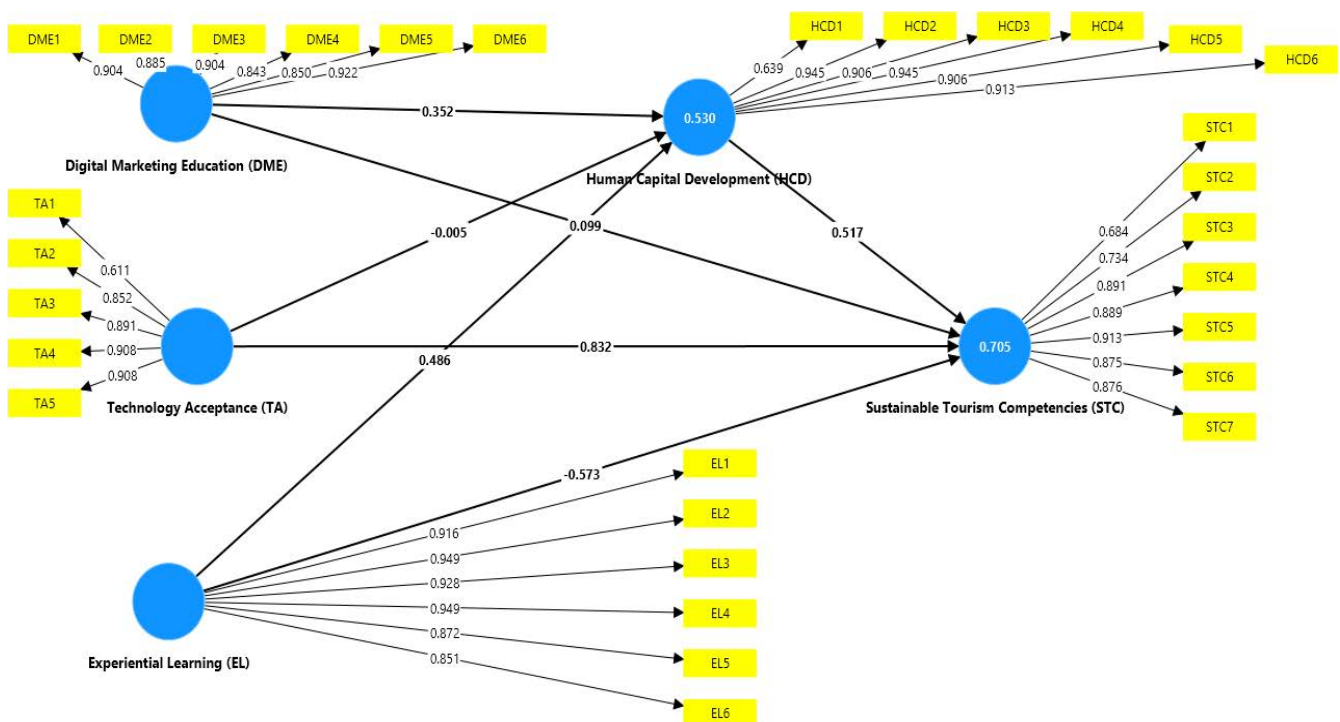 DME1
DME2
DME3
DME4
DME5
DME6
0.904
0.885
0.904
0.843
0.850
0.922
Digital Marketing Education (DME)
HCD1
HCD2
HCD3
HCD4
HCD5
HCD6
0.639
0.945
0.906
0.945
0.906
0.913
0.530
Human Capital Development (HCD)
0.352
-0.005
0.099
0.517
TA1
TA2
TA3
TA4
TA5
0.611
0.852
0.891
0.908
0.908
Technology Acceptance (TA)
0.486
0.832
-0.573
STC1
STC2
STC3
STC4
STC5
STC6
STC7
0.684
0.734
0.891
0.889
0.913
0.875
0.876
0.705
Sustainable Tourism Competencies (STC)
EL1
EL2
EL3
EL4
EL5
EL6
0.916
0.949
0.928
0.949
0.872
0.851
Experiential Learning (EL)